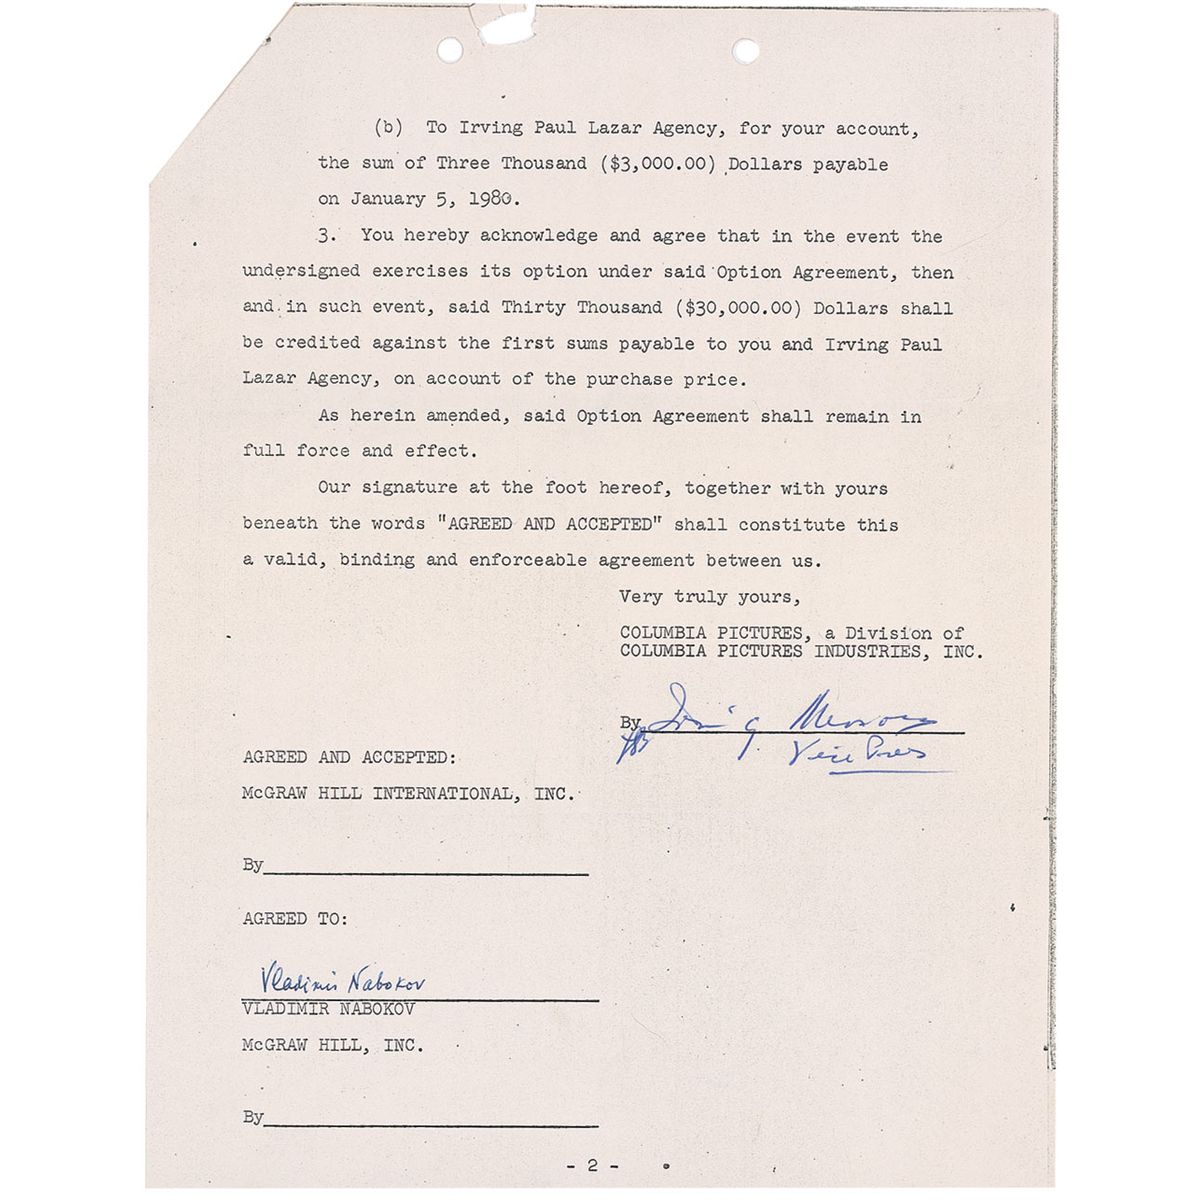 (b) To Irving Paul Lazar Agency, for your account,
the sum of Three Thousand ($3,000.00) Dollars payable
on January 5, 1980.
3. You hereby acknowledge and agree that in the event the
undersigned exercises its option under said Option Agreement, then
and in such event, said Thirty Thousand ($30,000.00) Dollars shall
be credited against the first sums payable to you and Irving Paul
Lazar Agency, on account of the purchase price.
As herein amended, said Option Agreement shall remain in
full force and effect.
Our signature at the foot hereof, together with yours
beneath the words "AGREED AND ACCEPTED" shall constitute this
a valid, binding and enforceable agreement between us.
Very truly yours,
COLUMBIA PICTURES, a Division of
COLUMBIA PICTURES INDUSTRIES, INC.
By
Vice Pres
AGREED AND ACCEPTED:
McGRAW HILL INTERNATIONAL, INC.
By
AGREED TO:
Vladimir Nabokov
VLADIMIR NABOKOV
McGRAW HILL, INC.
By
- 2 -